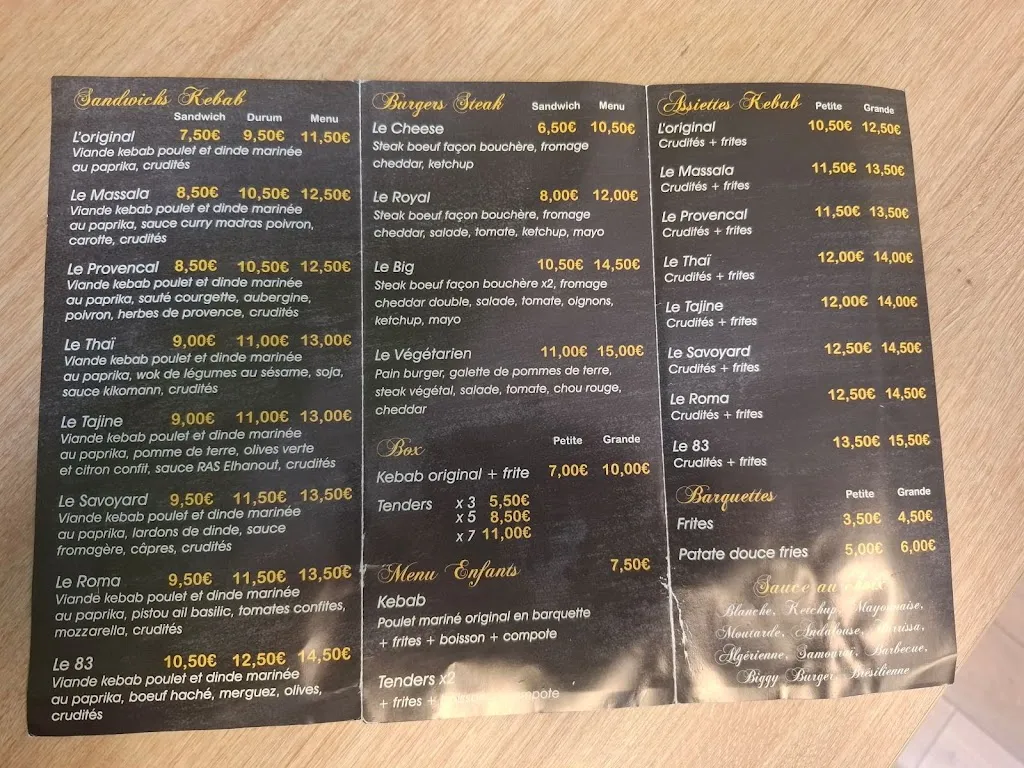 Sandwichs Kebab
Sandwich Durum Menu
L'original 7,50€ 9,50€ 11,50€
Viande kebab poulet et dinde marinée
au paprika, crudités
Le Massala 8,50€ 10,50€ 12,50€
Viande kebab poulet et dinde marinée
au paprika, sauce curry madras poivron,
carotte, crudités
Le Provencal 8,50€ 10,50€ 12,50€
Viande kebab poulet et dinde marinée
au paprika, sauté courgette, aubergine,
poivron, herbes de provence, crudités
Le Thaï 9,00€ 11,00€ 13,00€
Viande kebab poulet et dinde marinée
au paprika, wok de légumes au sésame, soja,
sauce kikomann, crudités
Le Tajine 9,00€ 11,00€ 13,00€
Viande kebab poulet et dinde marinée
au paprika, pomme de terre, olives verte
et citron confit, sauce RAS Elhanout, crudités
Le Savoyard 9,50€ 11,50€ 13,50€
Viande kebab poulet et dinde marinée
au paprika, lardons de dinde, sauce
fromagère, câpres, crudités
Le Roma 9,50€ 11,50€ 13,50€
Viande kebab poulet et dinde marinée
au paprika, pistou ail basilic, tomates confites,
mozzarella, crudités
Le 83 10,50€ 12,50€ 14,50€
Viande kebab poulet et dinde marinée
au paprika, boeuf haché, merguez, olives,
crudités
Burgers Steak Sandwich Menu
Le Cheese 6,50€ 10,50€
Steak boeuf façon bouchère, fromage
cheddar, ketchup
Le Royal 8,00€ 12,00€
Steak boeuf façon bouchère, fromage
cheddar, salade, tomate, ketchup, mayo
Le Big 10,50€ 14,50€
Steak boeuf façon bouchère x2, fromage
cheddar double, salade, tomate, oignons,
ketchup, mayo
Le Végétarien 11,00€ 15,00€
Pain burger, galette de pommes de terre,
steak végétal, salade, tomate, chou rouge,
cheddar
Box Petite Grande
Kebab original + frite 7,00€ 10,00€
Tenders x 3 5,50€
x 5 8,50€
x 7 11,00€
Menu Enfants 7,50€
Kebab
Poulet mariné original en barquette
+ frites + boisson + compote
Tenders x2
+ frites + compote
Assiettes Kebab Petite Grande
L'original 10,50€ 12,50€
Crudités + frites
Le Massala 11,50€ 13,50€
Crudités + frites
Le Provencal 11,50€ 13,50€
Crudités + frites
Le Thaï 12,00€ 14,00€
Crudités + frites
Le Tajine 12,00€ 14,00€
Crudités + frites
Le Savoyard 12,50€ 14,50€
Crudités + frites
Le Roma 12,50€ 14,50€
Crudités + frites
Le 83 13,50€ 15,50€
Crudités + frites
Barquettes Petite Grande
Frites 3,50€ 4,50€
Patate douce fries 5,00€ 6,00€
Sauce au choix
Blanche, Ketchup, Mayonnaise,
Moutarde, Andalouse, Harrissa,
Algérienne, Samouraï, Barbecue,
Biggy Burger, Brésilienne